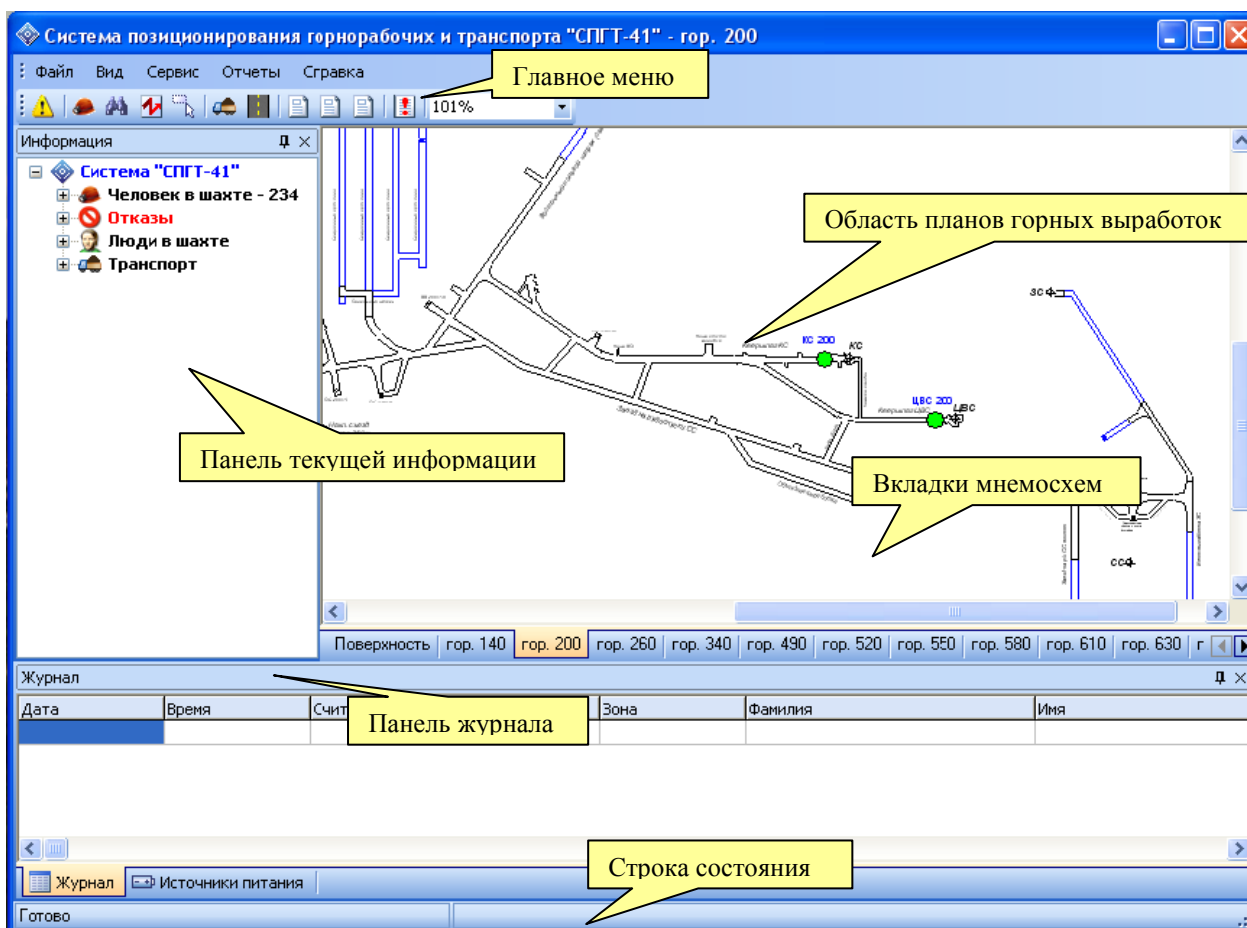 Система позиционирования горнорабочих и транспорта "СПГТ-41" - гор. 200
Файл Вид Сервис Отчеты Справка
Главное меню
101%
Информация
Система "СПГТ-41"
Человек в шахте - 234
Отказы
Люди в шахте
Транспорт
Область планов горных выработок
ЗС
КС 200
КС
ЦВС 200
ЦВС
Панель текущей информации
Вкладки мнемосхем
СС
Поверхность гор. 140 гор. 200 гор. 260 гор. 340 гор. 490 гор. 520 гор. 550 гор. 580 гор. 610 гор. 630 г
Журнал
Дата Время Счит Зона Фамилия Имя
Панель журнала
Строка состояния
Журнал Источники питания
Готово